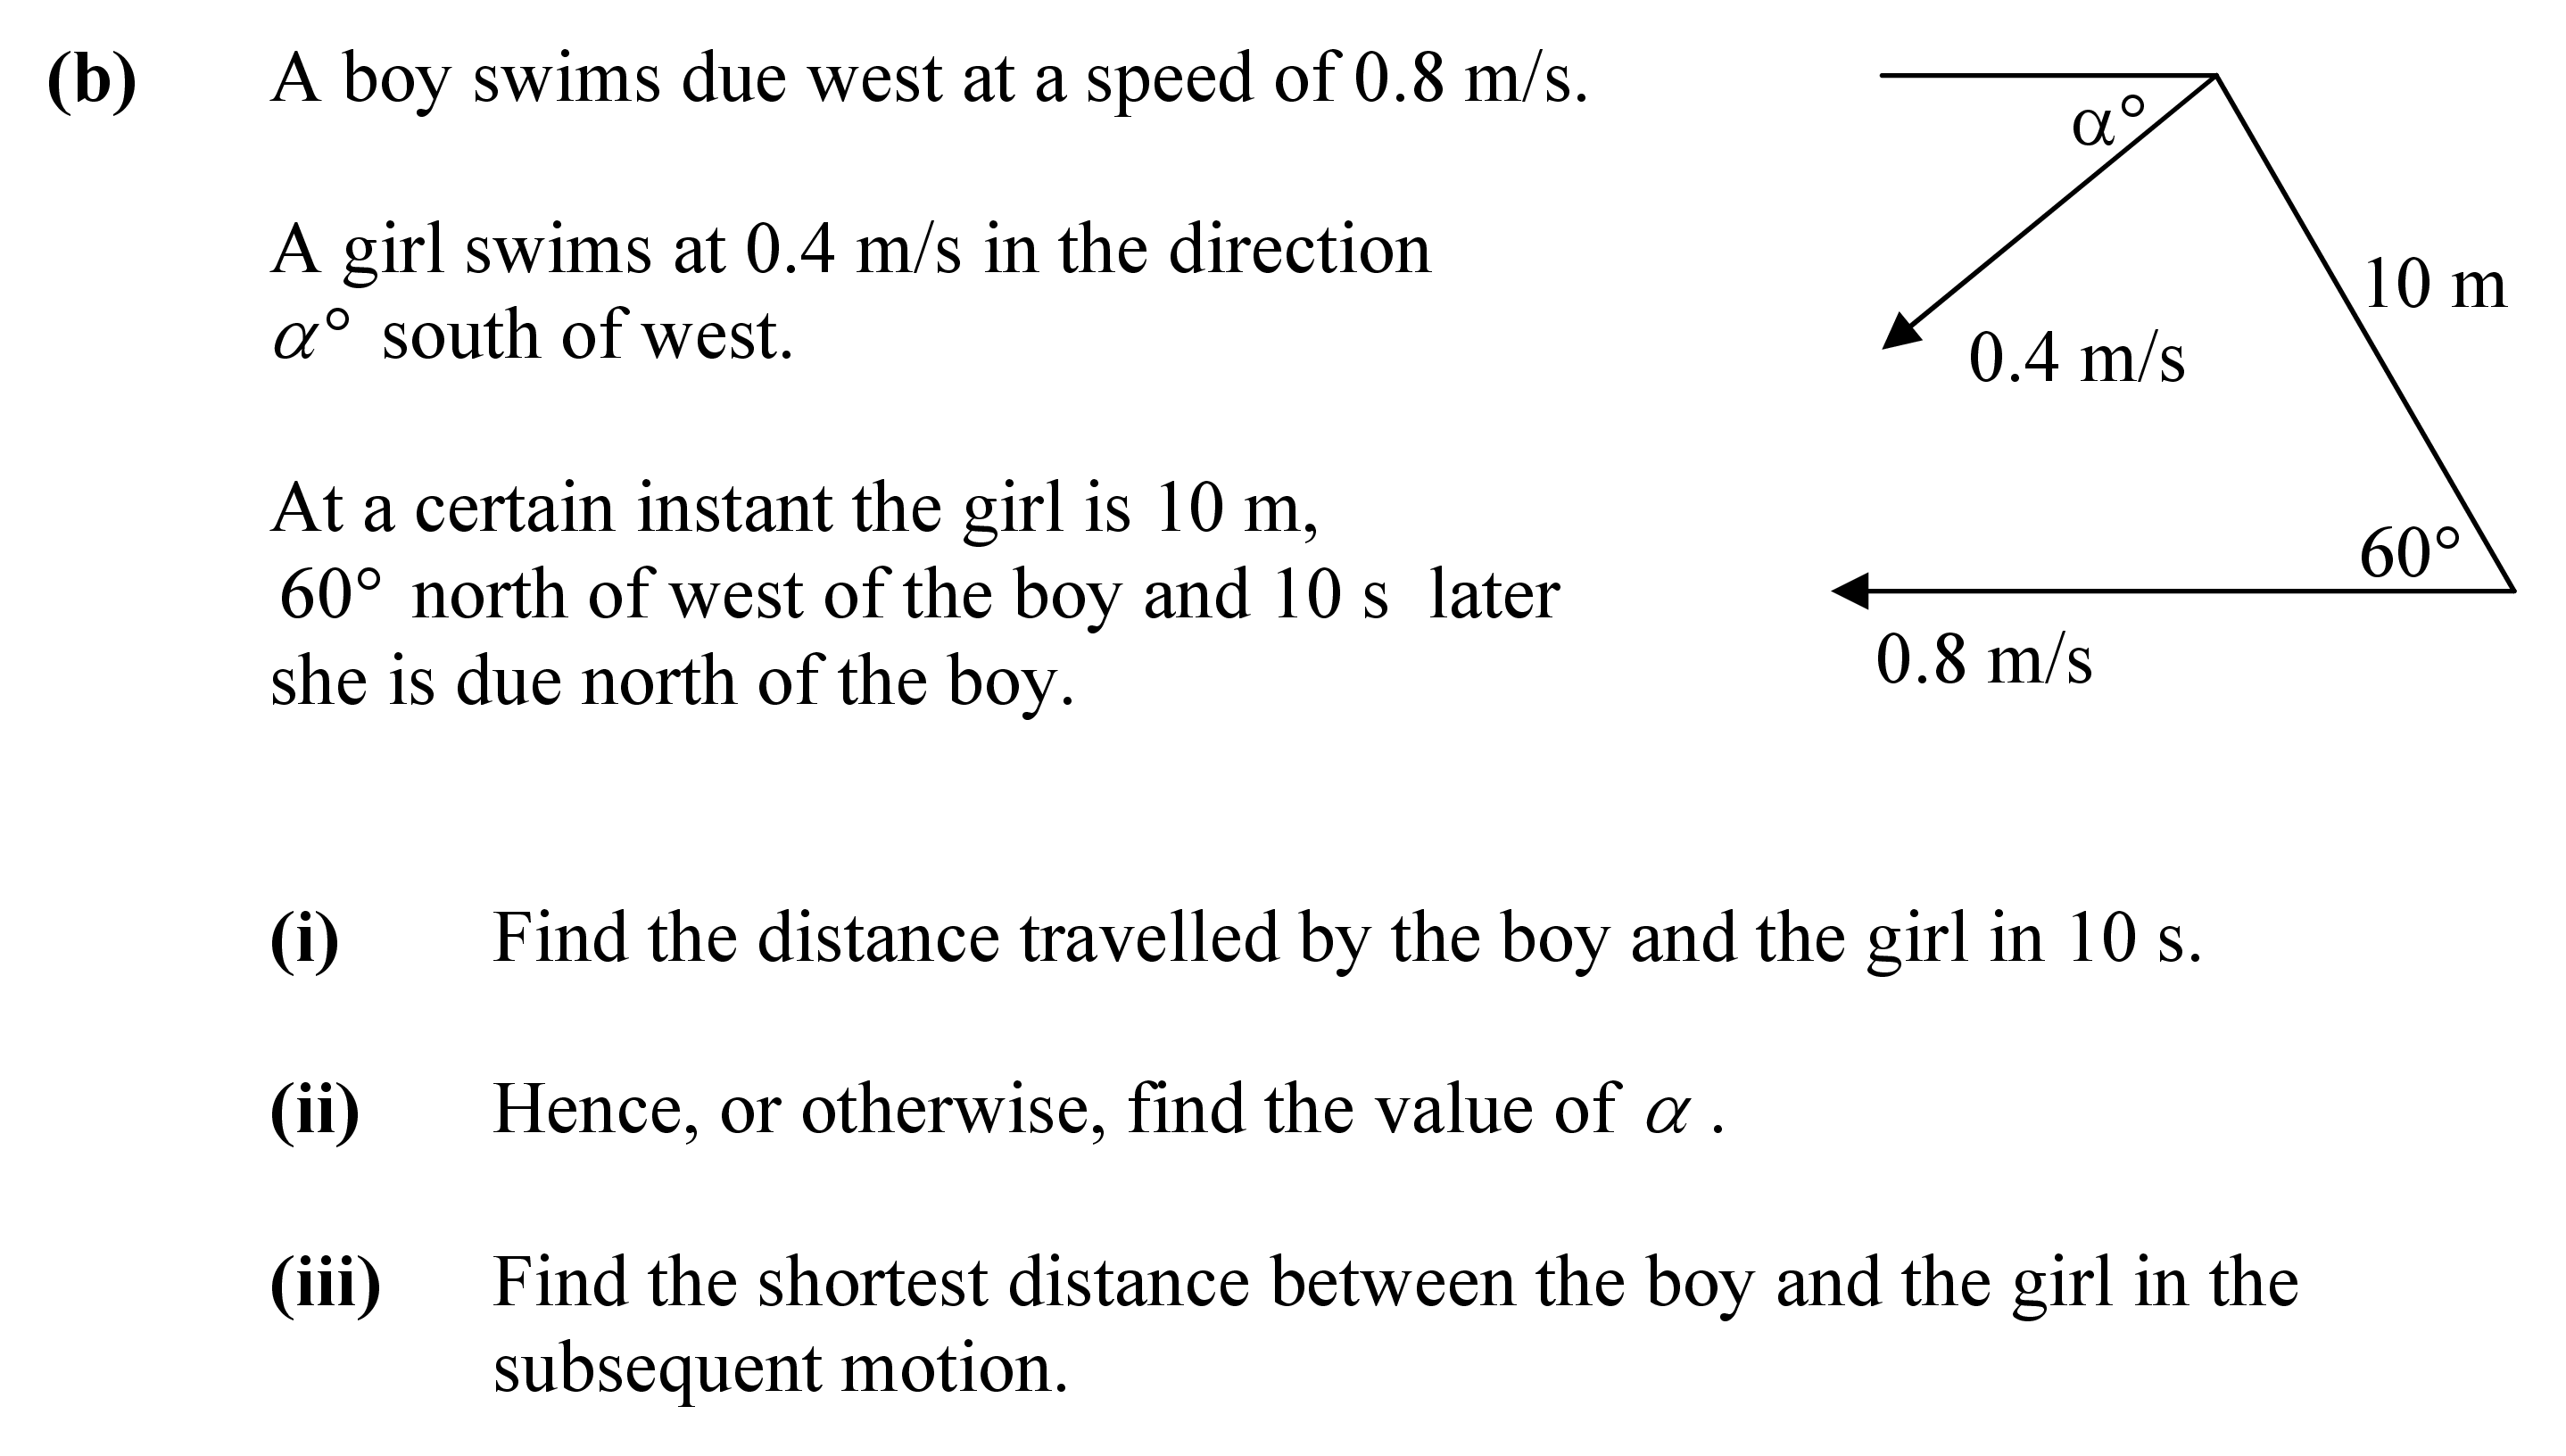 (b) A boy swims due west at a speed of 0.8 m/s.
A girl swims at 0.4 m/s in the direction
α° south of west.
At a certain instant the girl is 10 m,
60° north of west of the boy and 10 s later
she is due north of the boy.
α°
10 m
0.4 m/s
60°
0.8 m/s
(i) Find the distance travelled by the boy and the girl in 10 s.
(ii) Hence, or otherwise, find the value of α .
(iii) Find the shortest distance between the boy and the girl in the
subsequent motion.